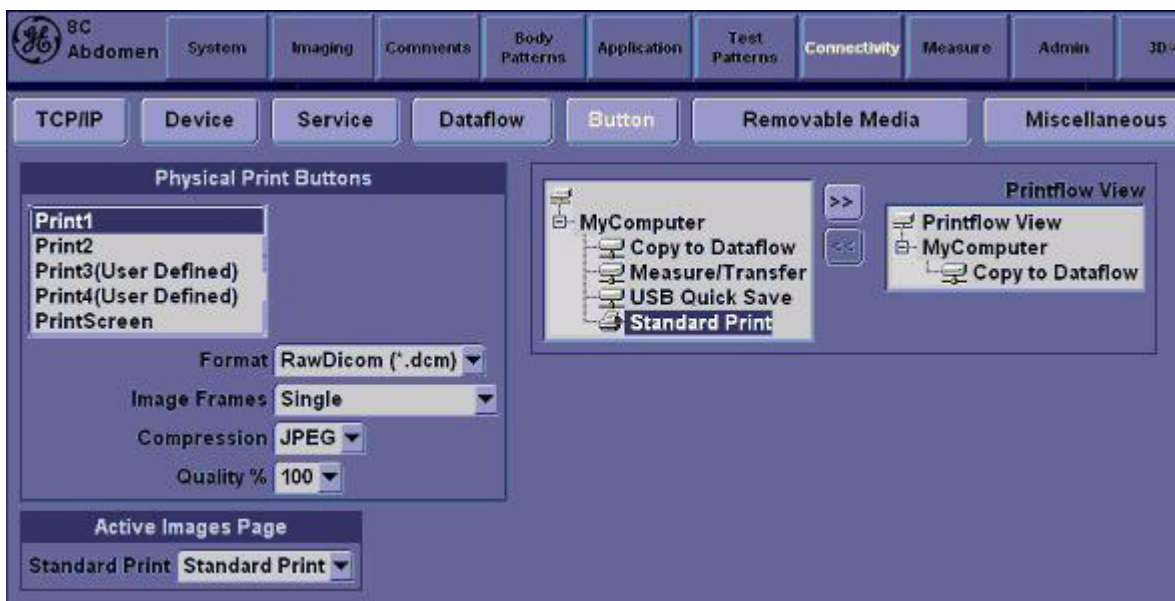 8C
Abdomen
System
Imaging
Comments
Body
Patterns
Application
Test
Patterns
Connectivity
Measure
Admin
3D
TCP/IP
Device
Service
Dataflow
Button
Removable Media
Miscellaneous
Physical Print Buttons
Print1
Print2
Print3(User Defined)
Print4(User Defined)
PrintScreen
Format RawDicom (*.dcm)
Image Frames Single
Compression JPEG
Quality % 100
Active Images Page
Standard Print Standard Print
MyComputer
Copy to Dataflow
Measure/Transfer
USB Quick Save
Standard Print
>>
<<
Printflow View
Printflow View
MyComputer
Copy to Dataflow